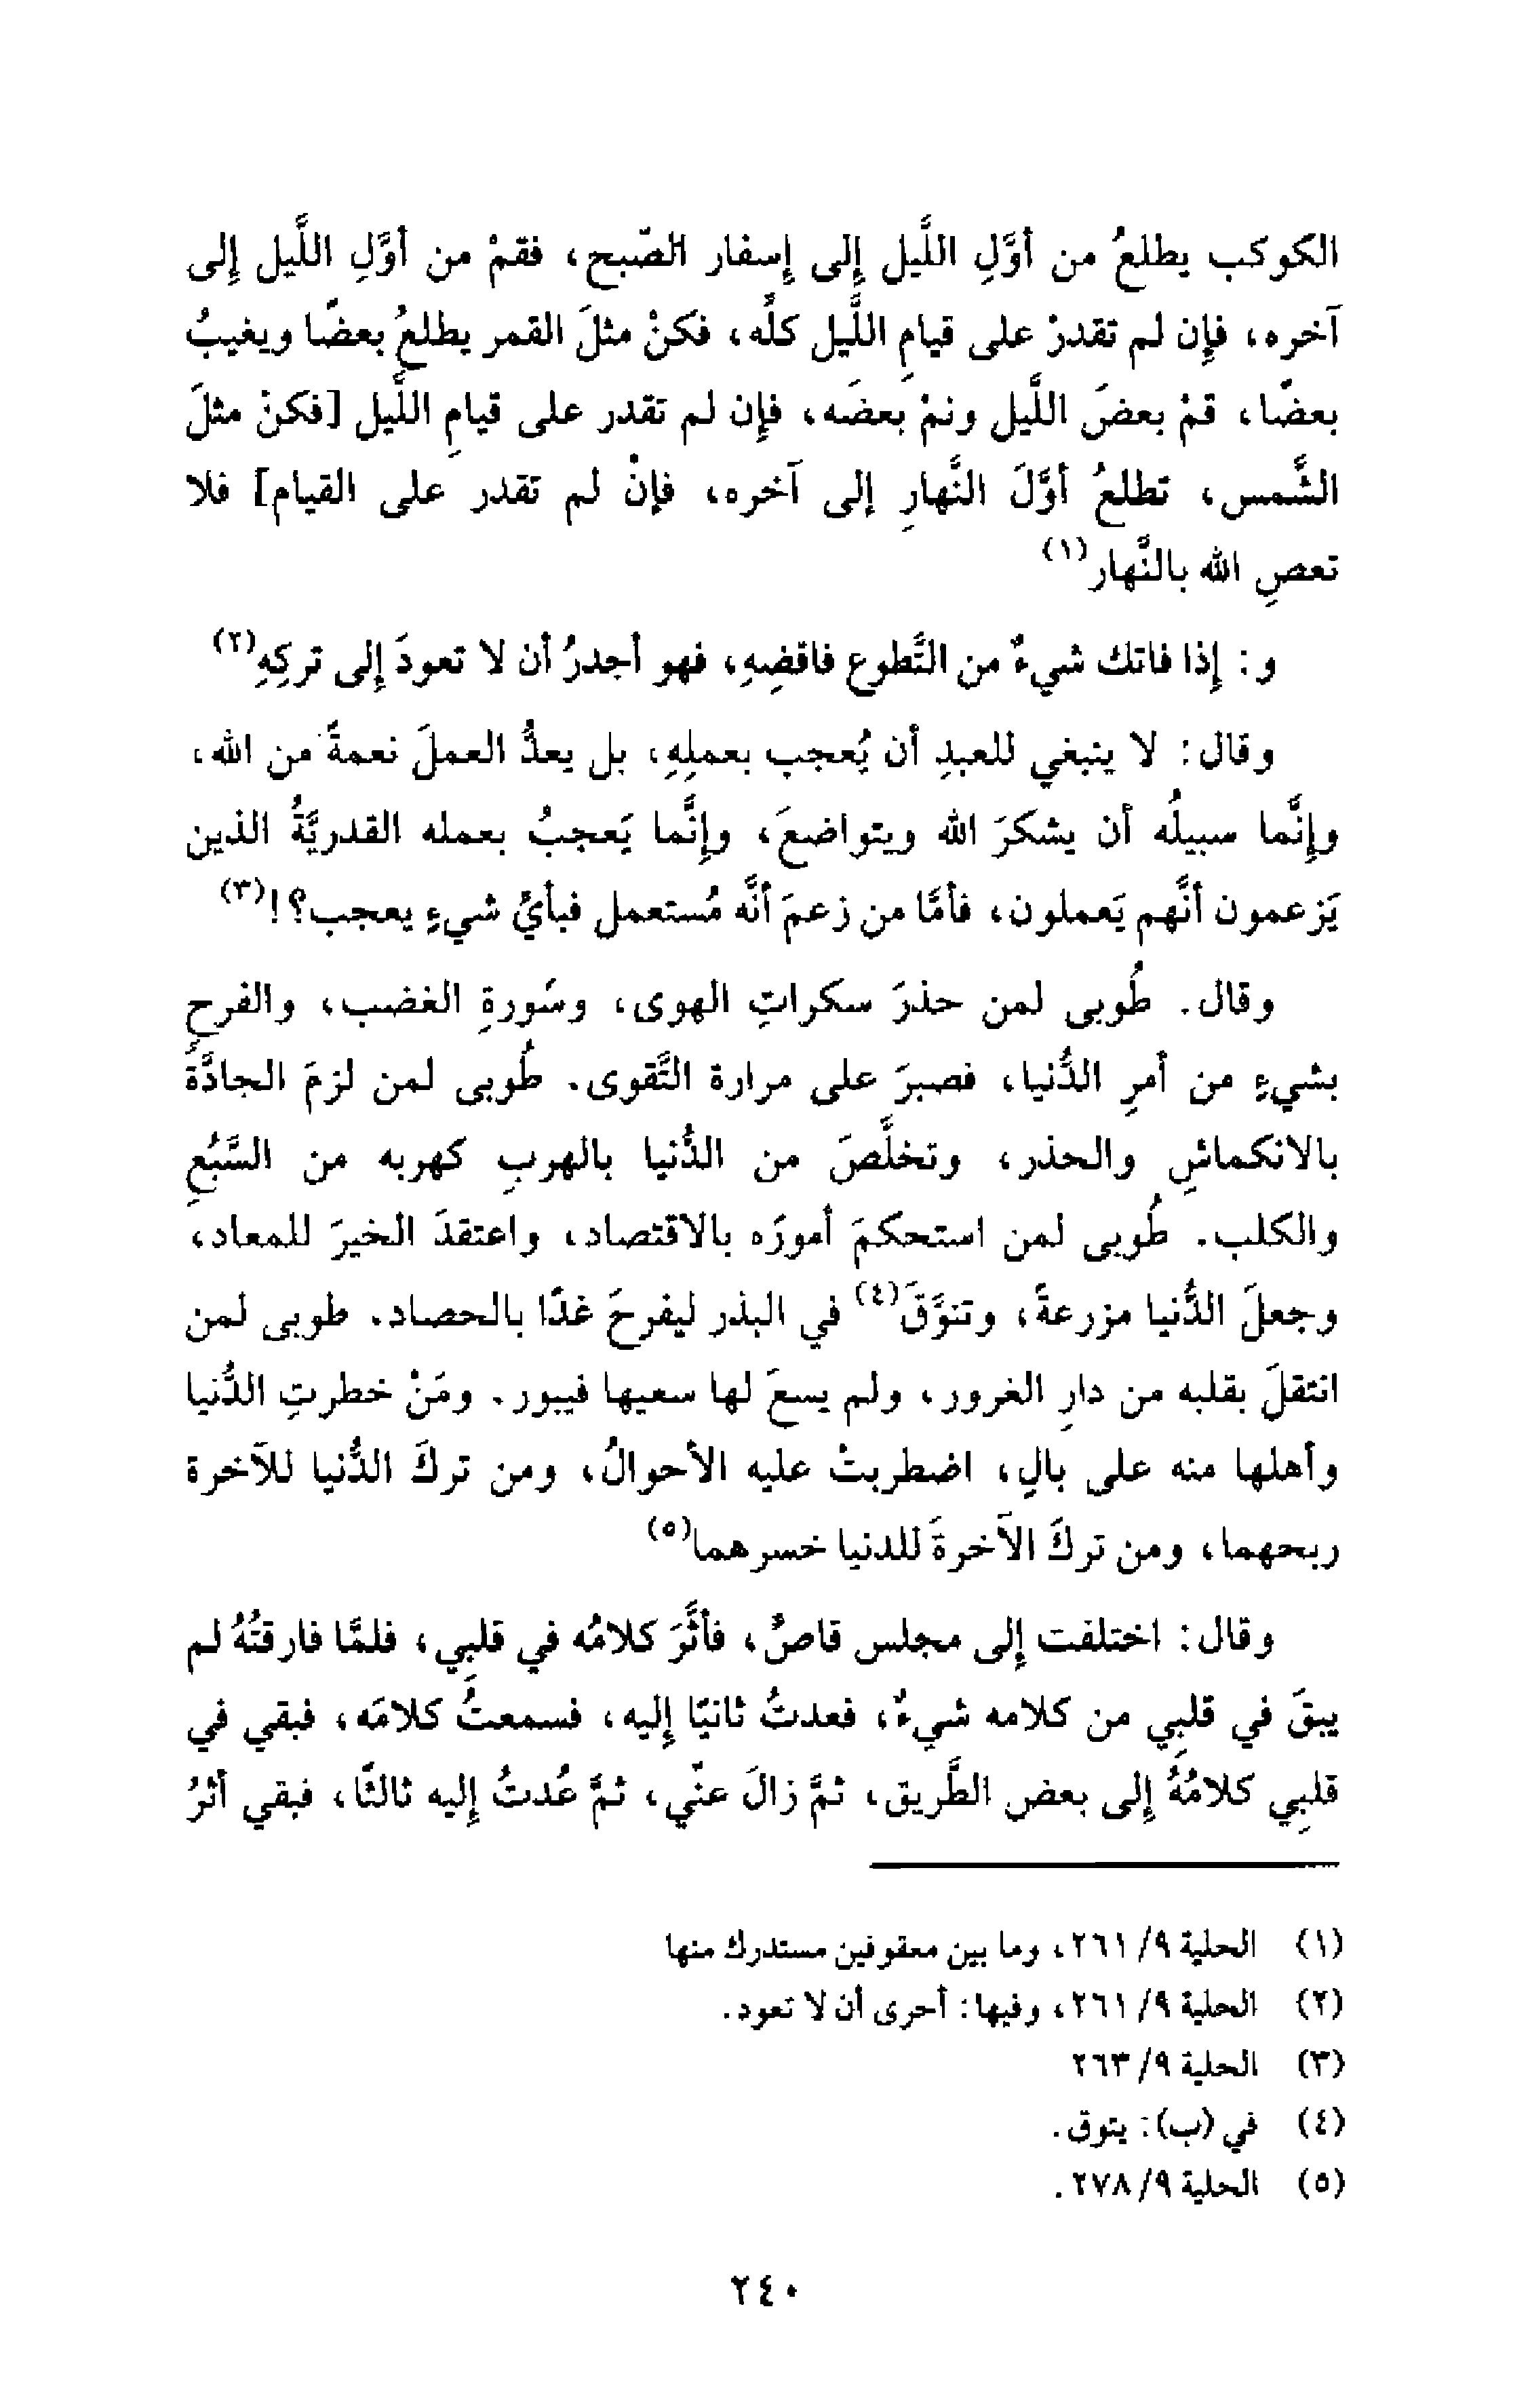 الكوكب يطلعُ من أوَّلِ اللَّيل إلى إسفار الصّبح، فقمْ من أوَّلِ اللَّيل إلى
آخره، فإن لم تقدرْ على قيامِ اللَّيل كلِّه، فكنْ مثلَ القمر يطلعُ بعضًا ويغيبُ
بعضًا، قمْ بعضَ اللَّيل ونمْ بعضَه، فإن لم تقدر على قيامِ اللَّيل [فكنْ مثلَ
الشَّمس، تطلعُ أوَّلَ النَّهارِ إلى آخره، فإنْ لم تقدر على القيام] فلا
تعصِ الله بالنَّهار(١)
و: إذا فاتك شيءٌ من التَّطوع فاقضِهِ، فهو أجدرُ أن لا تعودَ إلى تركِهِ(٢)
وقال: لا ينبغي للعبدِ أن يُعجب بعملِهِ، بل يعدُّ العملَ نعمةً من الله،
وإنَّما سبيلُه أن يشكرَ الله ويتواضعَ، وإنَّما يَعجبُ بعمله القدريَّةُ الذين
يَزعمون أنَّهم يَعملون، فأمَّا من زعمَ أنَّه مُستعمل فبأيِّ شيءٍ يعجب؟!(٣)
وقال. طُوبى لمن حذرَ سكراتِ الهوى، وسَورةِ الغضب، والفرحِ
بشيءٍ من أمرِ الدُّنيا، فصبرَ على مرارة التَّقوى. طُوبى لمن لزمَ الجادَّةَ
بالانكماشِ والحذر، وتخلَّصَ من الدُّنيا بالهربِ كهربه من السَّبُعِ
والكلب. طُوبى لمن استحكمَ أمورَه بالاقتصاد، واعتقدَ الخيرَ للمعاد،
وجعلَ الدُّنيا مزرعةً، وتنوَّقَ(٤) في البذر ليفرحَ غدًا بالحصاد. طوبى لمن
انتقلَ بقلبه من دارِ الغرور، ولم يسعَ لها سعيها فيبور. ومَنْ خطرتِ الدُّنيا
وأهلها منه على بالٍ، اضطربتْ عليه الأحوالُ، ومن تركَ الدُّنيا للآخرة
ربحهما، ومن تركَ الآخرةَ للدنيا خسرهما(٥)
وقال: اختلفت إلى مجلس قاصٍّ، فأثَّرَ كلامُه في قلبي، فلمَّا فارقتُهُ لم
يبقَ في قلبِي من كلامه شيءٌ، فعدتُ ثانيًا إليه، فسمعتُ كلامَه، فبقي في
قلبِي كلامُهُ إلى بعض الطَّريق، ثمَّ زالَ عنّي، ثمَّ عُدتُ إليه ثالثًا، فبقي أثرُ
(١) الحلية ٩/ ٢٦١، وما بين معقوفين مستدرك منها
(٢) الحلية ٩/ ٢٦١، وفيها: أحرى أن لا تعود.
(٣) الحلية ٩/ ٢٦٣
(٤) في (ب): يتوق.
(٥) الحلية ٩/ ٢٧٨.
٢٤٠